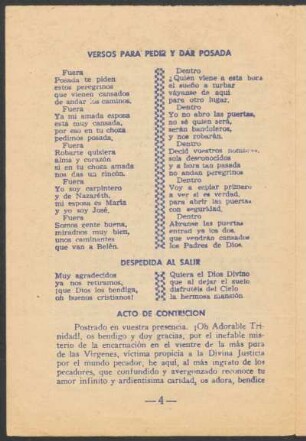 VERSOS PARA PEDIR Y DAR POSADA
Fuera
Posada te piden
estos peregrinos
que vienen cansados
de andar los caminos.
Fuera
Ya mi amada esposa
está muy cansada,
por eso en tu choza
pedimos posada,
Fuera
Robarte quisiera
alma y corazón
si en tu choza amada
nos das un rincón.
Fuera
Yo soy carpintero
y de Nazaréth,
mi esposa es María
y yo soy José,
Fuera
Somos gente buena,
miradnos muy bien,
unos caminantes
que van a Belén.
Dentro
¿Quién viene a esta hora
el sueño a turbar
váyanse de aquí
para otro lugar.
Dentro
Yo no abro las puertas,
no sé quien será,
serán bandoleros,
y nos robarán.
Dentro
Decid vuestros nombres,
sois desconocidos
y a hora tan pasada
no andan peregrinos
Dentro
Voy a espiar primero
a ver si es verdad,
para abrir las puertas
con seguridad,
Dentro
Abranse las puertas
entrad ya los dos,
que vendrán cansados
los Padres de Dios.
DESPEDIDA AL SALIR
Muy agradecidos
ya nos retiramos,
¡que Dios los bendiga,
oh buenos cristianos!
Quiera el Dios Divino
que al dejar el suelo
disfrutéis del Cielo
la hermosa mansión
ACTO DE CONTRICION
Postrado en vuestra presencia. ¡Oh Adorable Tri-
nidad!, os bendigo y doy gracias, por el inefable mis-
terio de la encarnación en el vientre de la más pura
de las Vírgenes, víctima propicia a la Divina Justicia
por el mundo pecador, he aquí, al más ingrato de los
pecadores, que confundido y avergonzado reconoce tu
amor infinito y ardientísima caridad, os adora, bendice
— 4 —